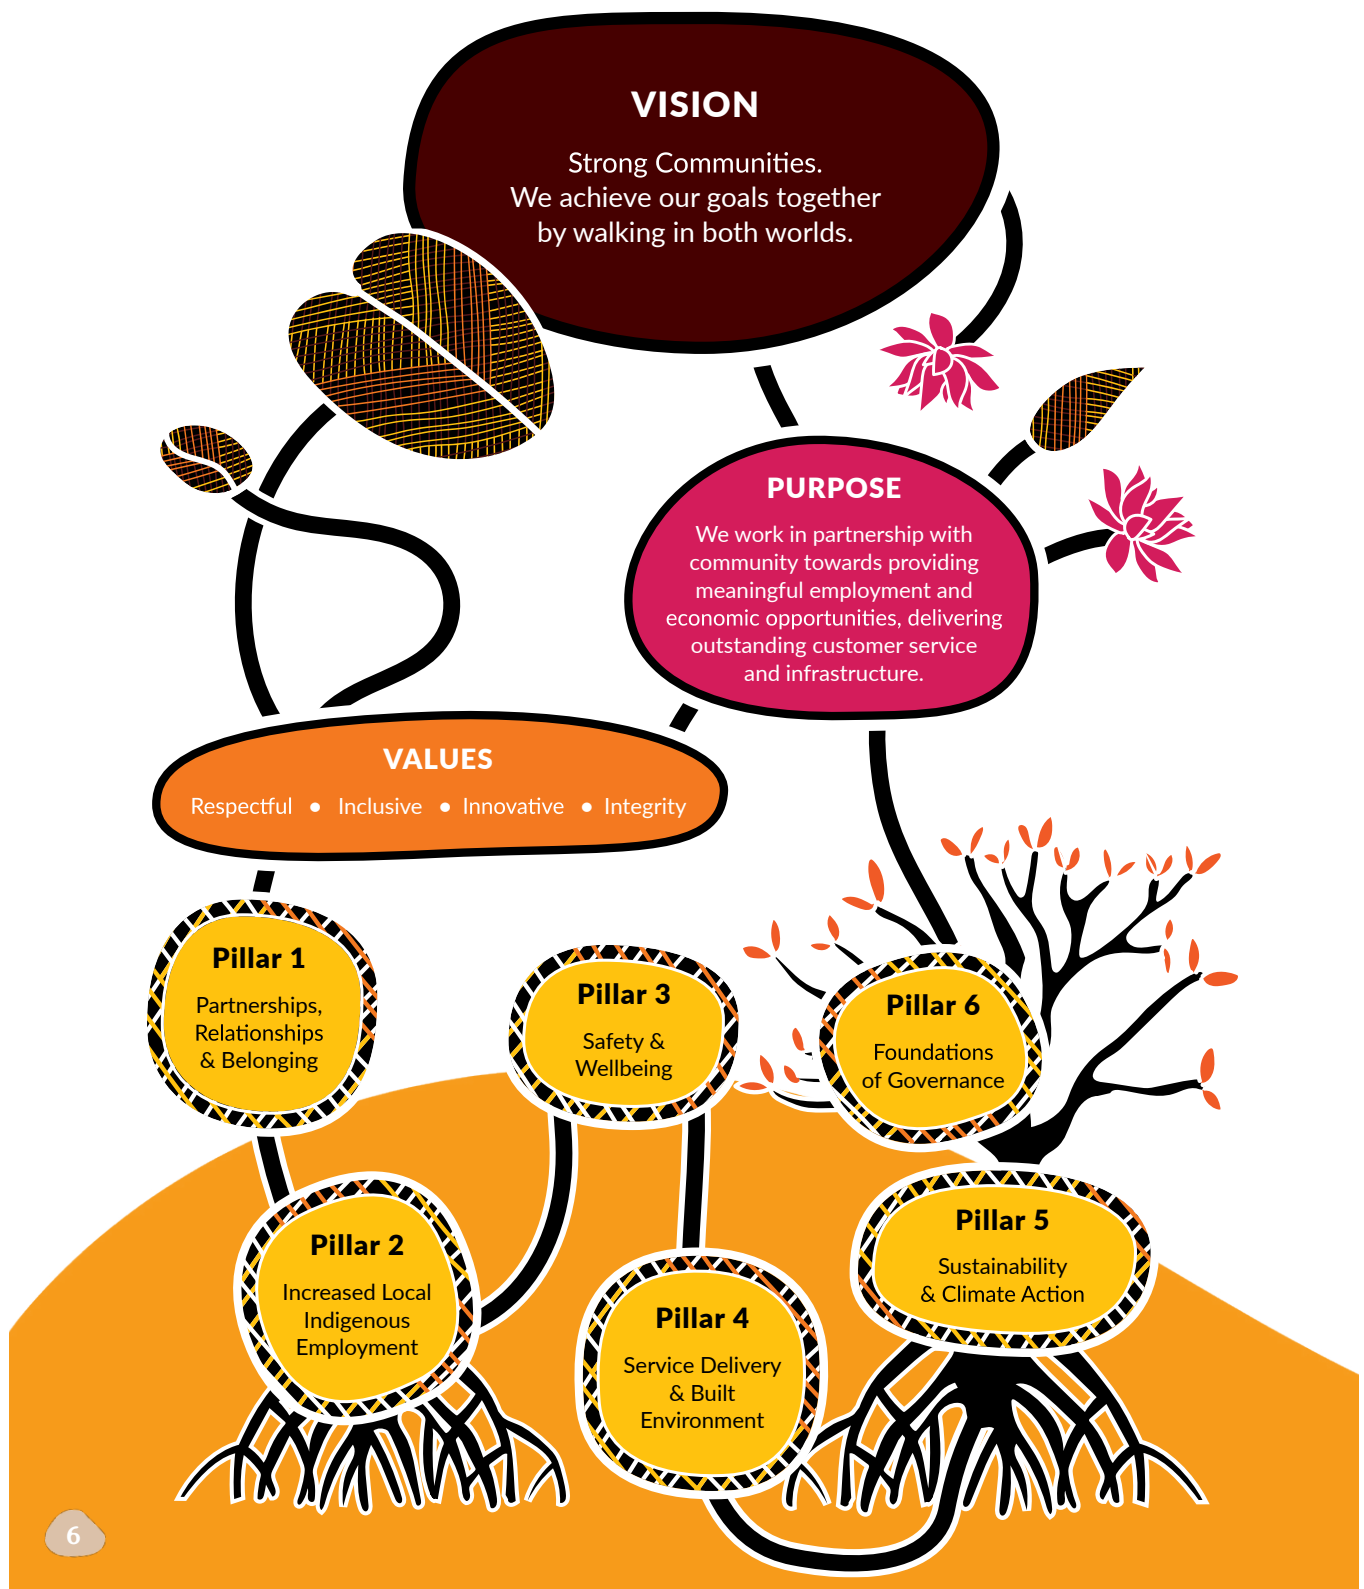 VISION
Strong Communities.
We achieve our goals together
by walking in both worlds.
PURPOSE
We work in partnership with
community towards providing
meaningful employment and
economic opportunities, delivering
outstanding customer service
and infrastructure.
VALUES
Respectful • Inclusive • Innovative • Integrity
Pillar 1
Partnerships,
Relationships
& Belonging
Pillar 2
Increased Local
Indigenous
Employment
Pillar 3
Safety &
Wellbeing
Pillar 4
Service Delivery
& Built
Environment
Pillar 5
Sustainability
& Climate Action
Pillar 6
Foundations
of Governance
6